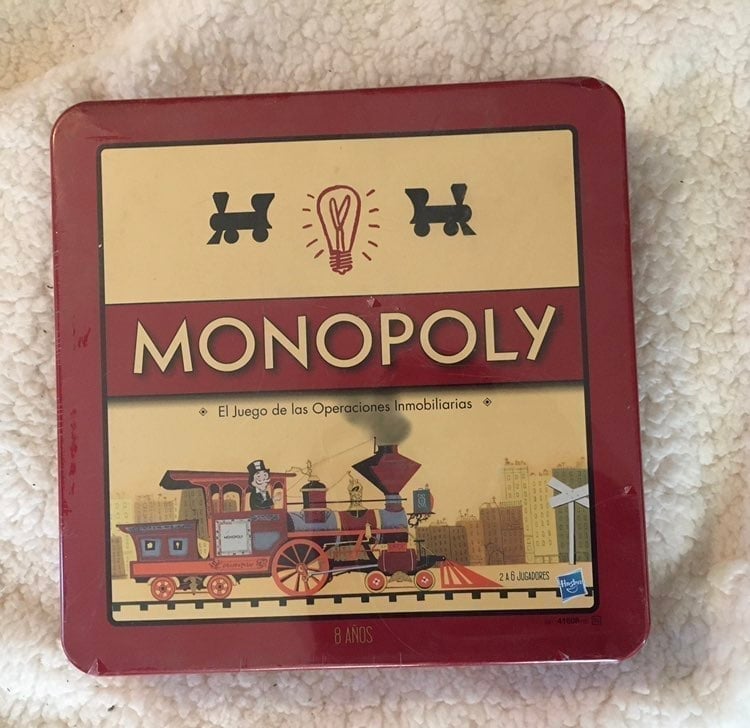 MONOPOLY
El Juego de las Operaciones Inmobiliarias
MONOPOLY
2 A 6 JUGADORES
Hasbro
8 AÑOS